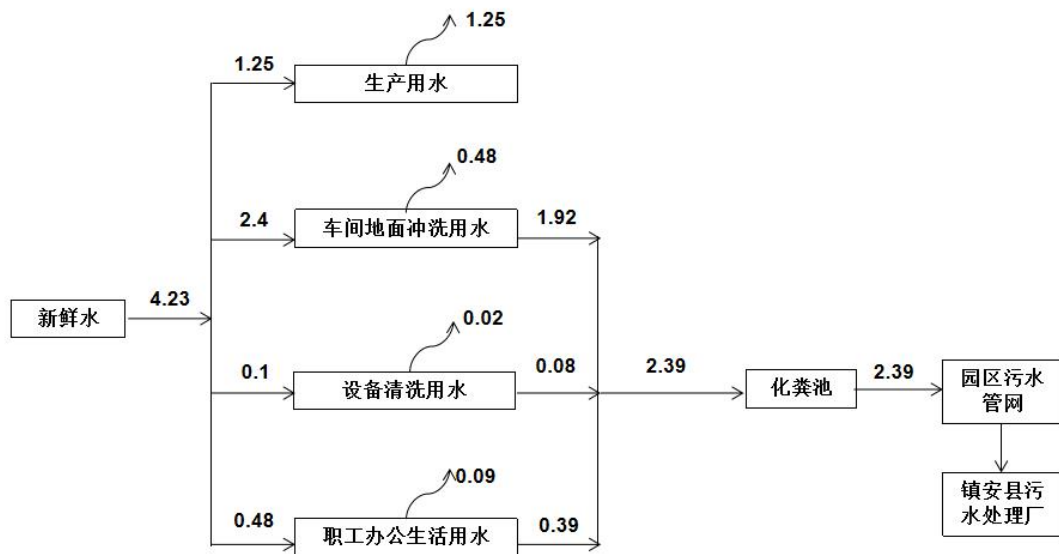 1.25
1.25
生产用水
0.48
2.4
车间地面冲洗用水
1.92
新鲜水
4.23
0.02
0.1
设备清洗用水
0.08
2.39
化粪池
2.39
园区污水
管网
0.09
0.48
职工办公生活用水
0.39
镇安县污
水处理厂